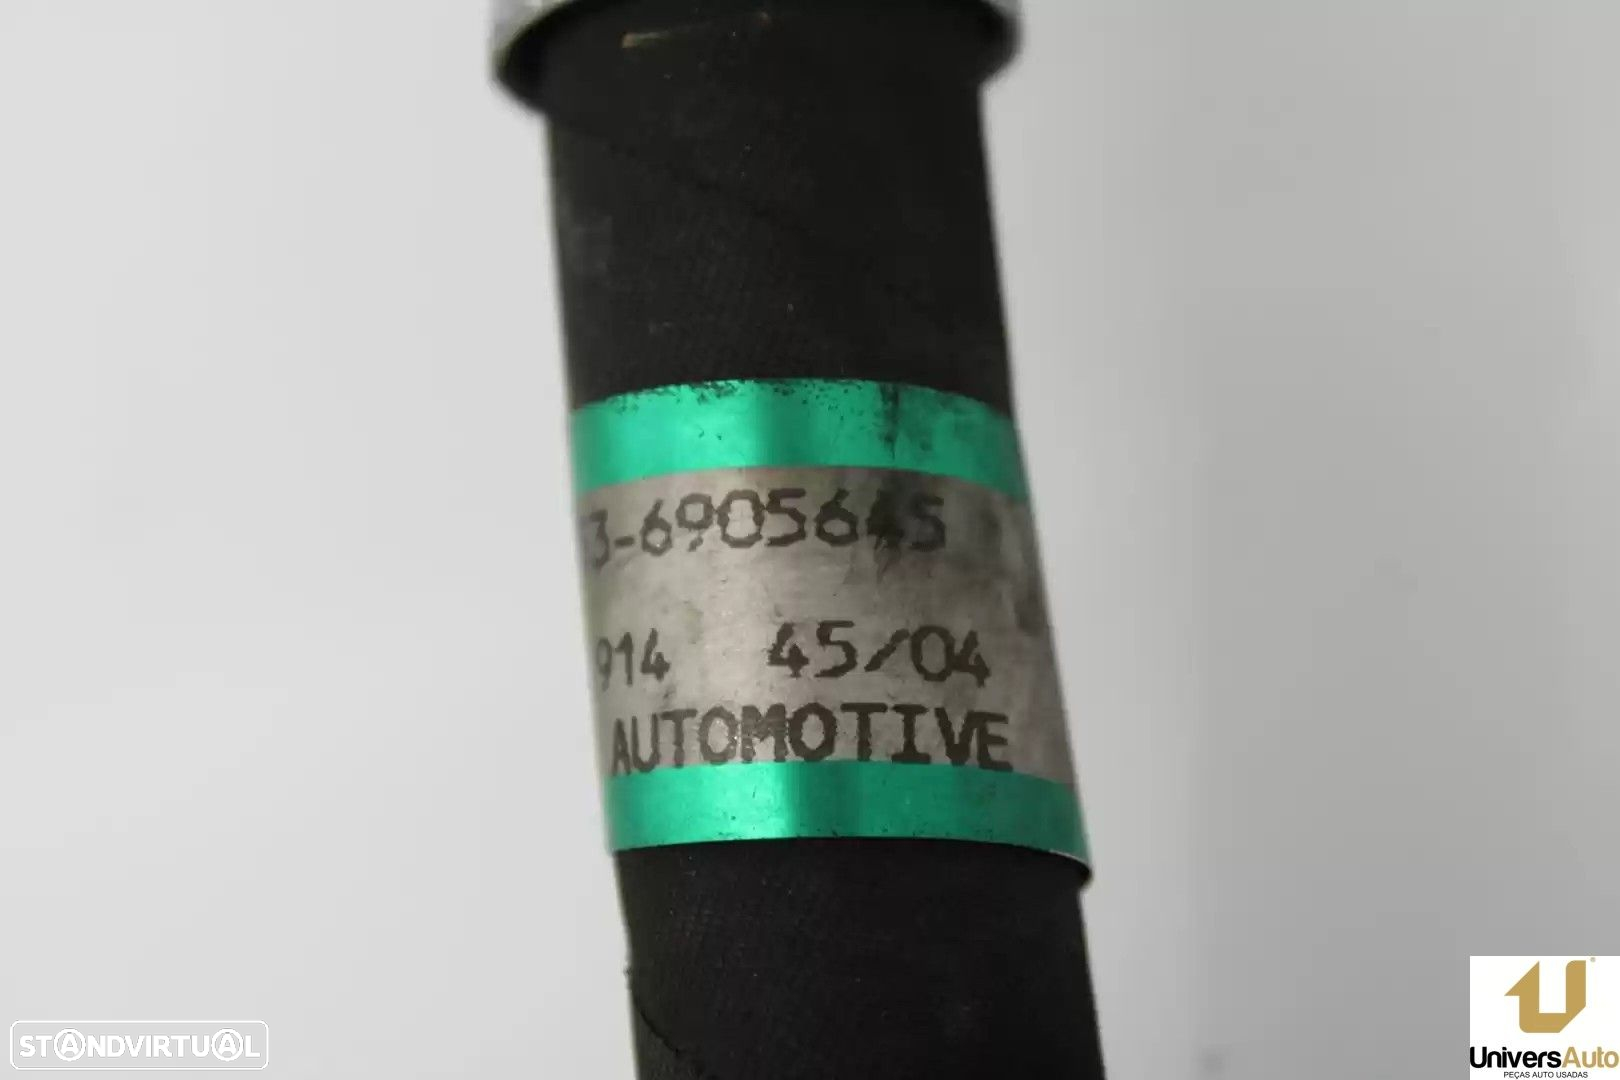 3-6905645
914 45/04
AUTOMOTIVE
STANDVIRTUAL
UniversAuto
PEÇAS AUTO USADAS